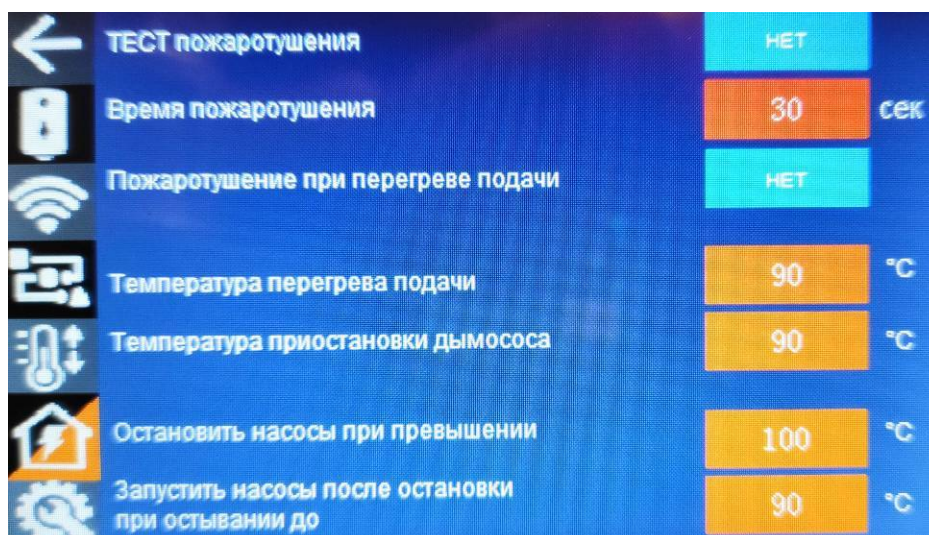 ТЕСТ пожаротушения НЕТ
Время пожаротушения 30 сек
Пожаротушение при перегреве подачи НЕТ
Температура перегрева подачи 90 °C
Температура приостановки дымососа 90 °C
Остановить насосы при превышении 100 °C
Запустить насосы после остановки
при остывании до 90 °C